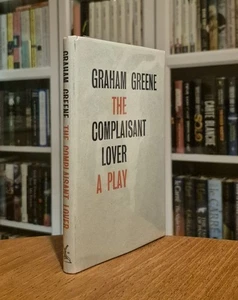 GRAHAM GREENE
THE
COMPLAISANT
LOVER
A PLAY
GRAHAM GREENE THE COMPLAISANT LOVER